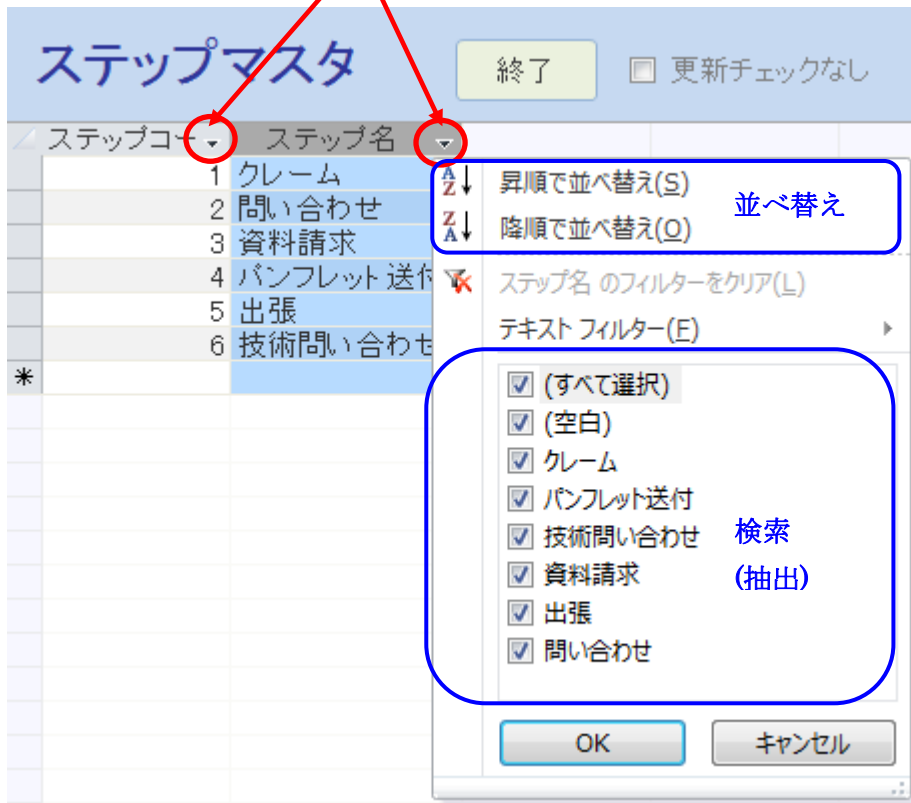 ステップマスタ
終了
更新チェックなし
ステップコー
ステップ名
1 クレーム
2 問い合わせ
3 資料請求
4 パンフレット送付
5 出張
6 技術問い合わせ
*
昇順で並べ替え(S)
降順で並べ替え(O)
並べ替え
ステップ名 のフィルターをクリア(L)
テキスト フィルター(F)
(すべて選択)
(空白)
クレーム
パンフレット送付
技術問い合わせ
資料請求
出張
問い合わせ
検索
(抽出)
OK
キャンセル